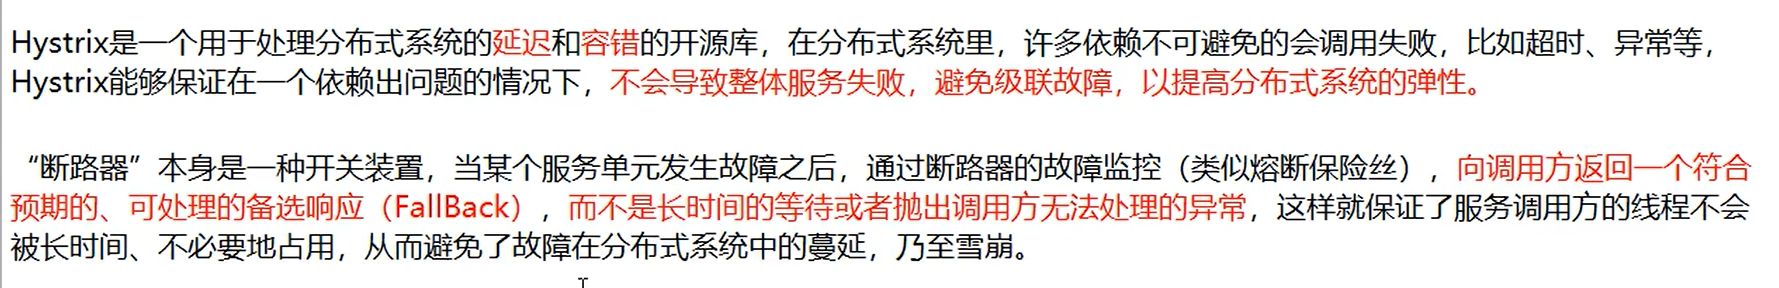 Hystrix是一个用于处理分布式系统的延迟和容错的开源库，在分布式系统里，许多依赖不可避免的会调用失败，比如超时、异常等，
Hystrix能够保证在一个依赖出问题的情况下，不会导致整体服务失败，避免级联故障，以提高分布式系统的弹性。
“断路器”本身是一种开关装置，当某个服务单元发生故障之后，通过断路器的故障监控（类似熔断保险丝），向调用方返回一个符合
预期的、可处理的备选响应（FallBack），而不是长时间的等待或者抛出调用方无法处理的异常，这样就保证了服务调用方的线程不会
被长时间、不必要地占用，从而避免了故障在分布式系统中的蔓延，乃至雪崩。